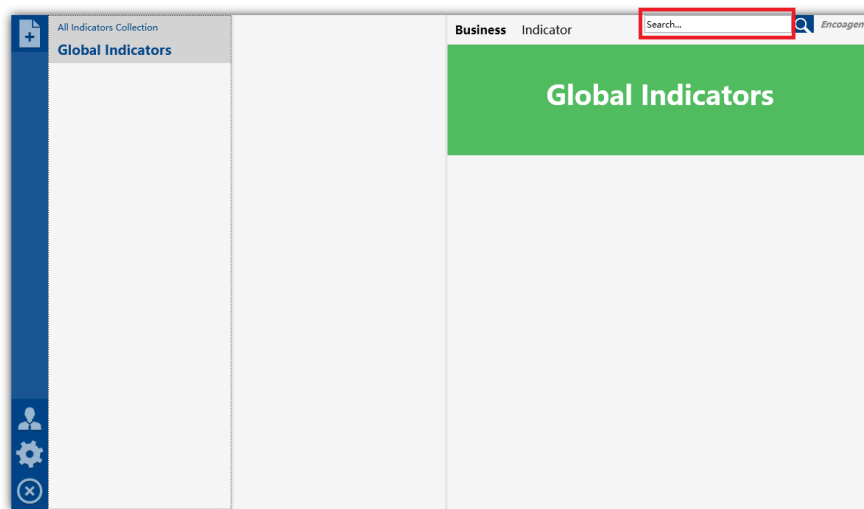 All Indicators Collection
Global Indicators
Business Indicator Search...
Global Indicators